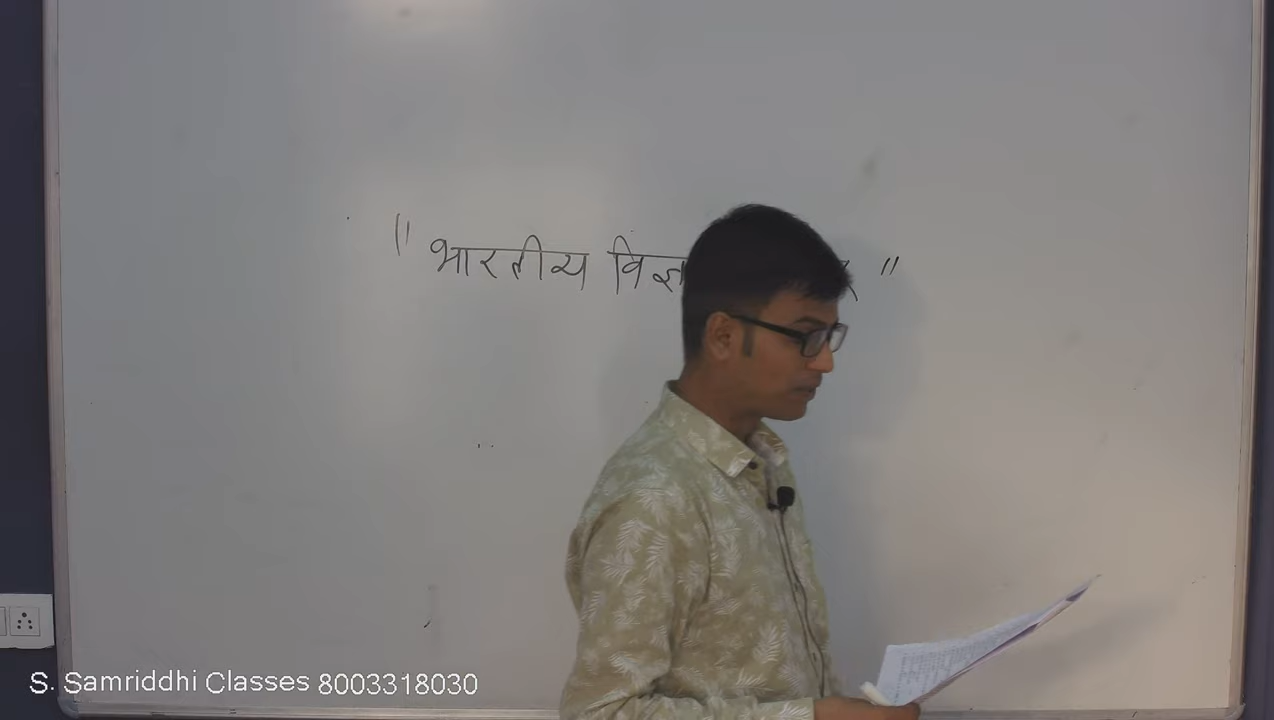 " भारतीय विज्ञ "
S. Samriddhi Classes 8003318030